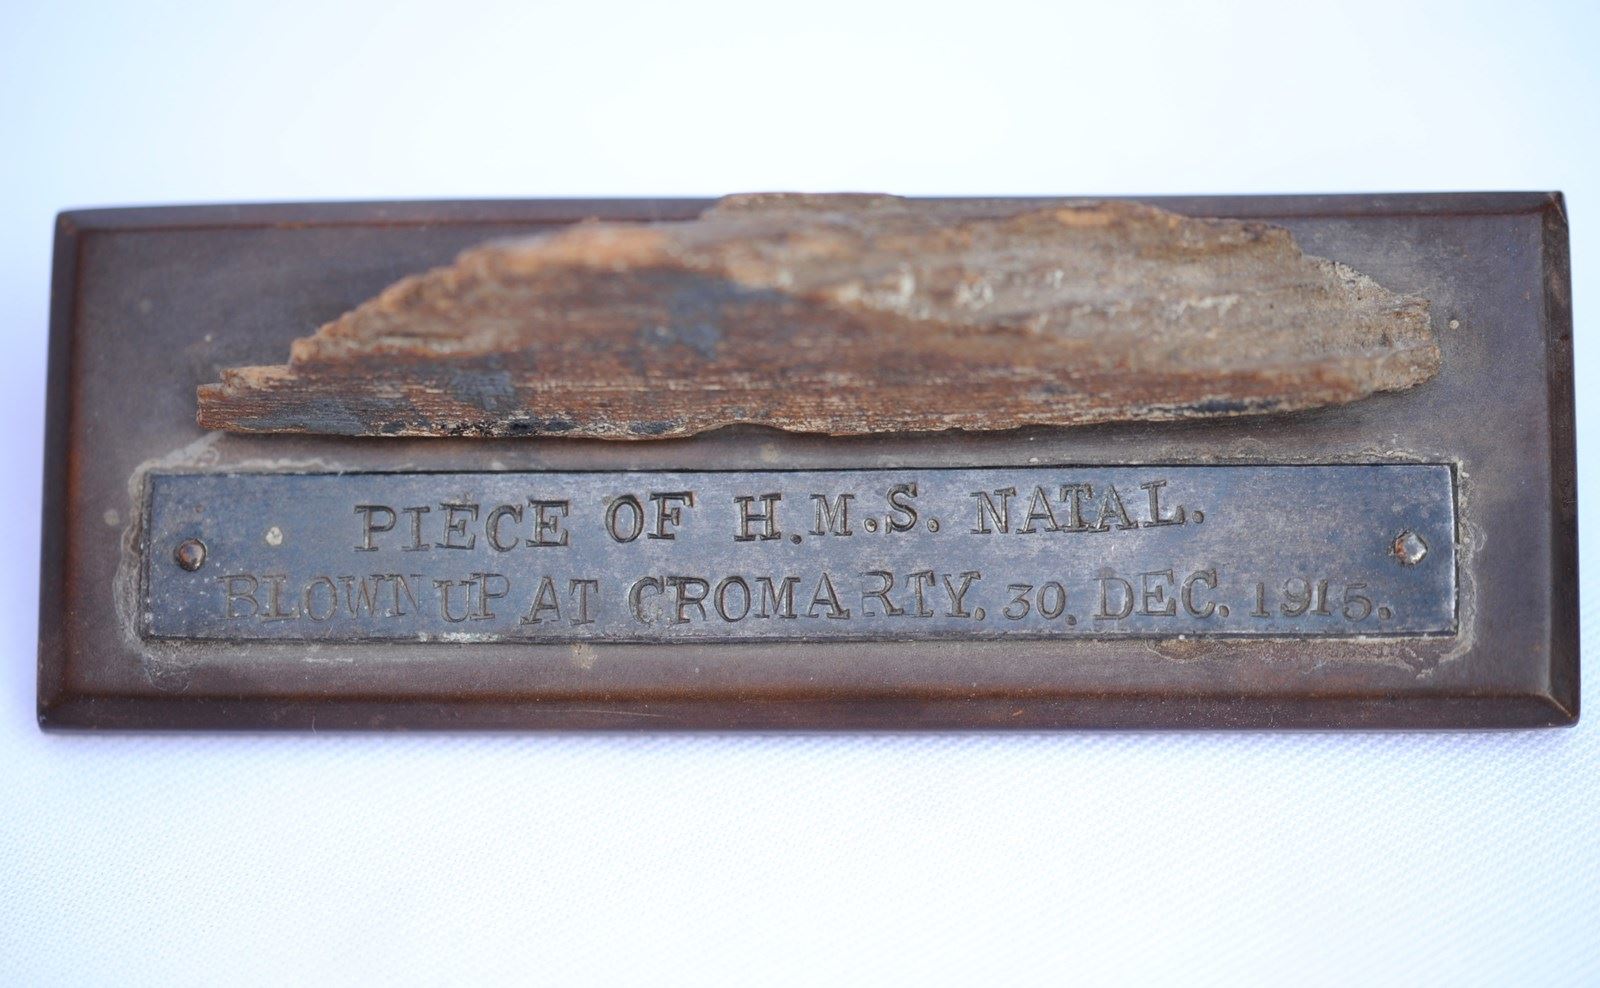 PIECE OF H.M.S. NATAL.
BLOWN UP AT CROMARTY. 30. DEC. 1915.